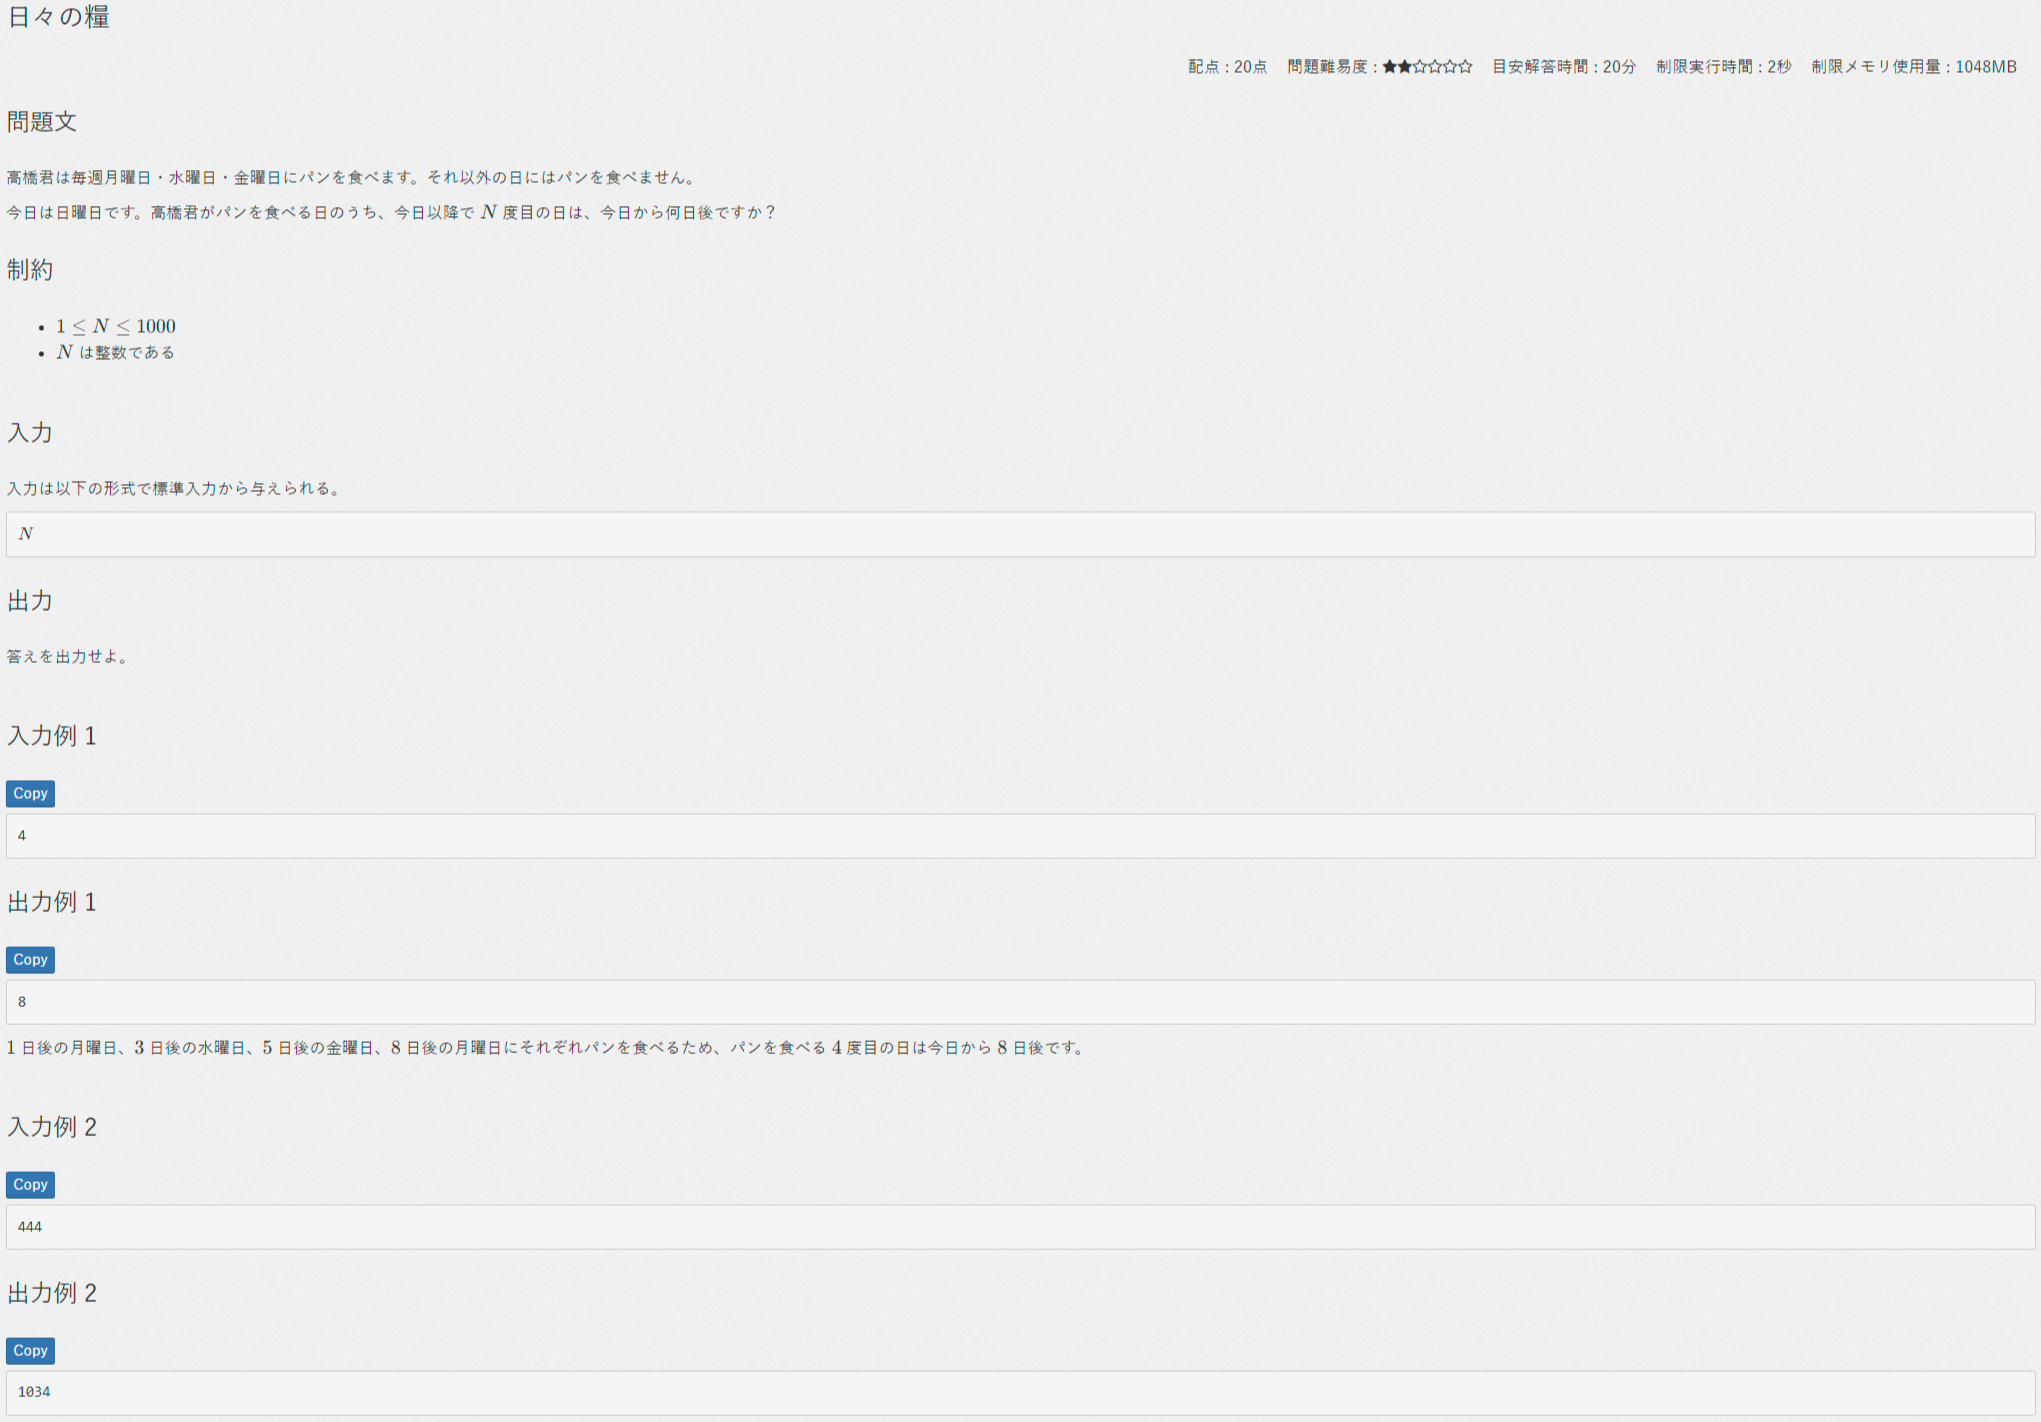 日々の糧
配点 : 20点 問題難易度 : ★★☆☆☆☆ 目安解答時間 : 20分 制限実行時間 : 2秒 制限メモリ使用量 : 1048MB
問題文
高橋君は毎週月曜日・水曜日・金曜日にパンを食べます。それ以外の日にはパンを食べません。
今日は日曜日です。高橋君がパンを食べる日のうち、今日以降で N 度目の日は、今日から何日後ですか？
制約
• 1 ≤ N ≤ 1000
• N は整数である
入力
入力は以下の形式で標準入力から与えられる。
N
出力
答えを出力せよ。
入力例 1
Copy
4
出力例 1
Copy
8
1 日後の月曜日、3 日後の水曜日、5 日後の金曜日、8 日後の月曜日にそれぞれパンを食べるため、パンを食べる 4 度目の日は今日から 8 日後です。
入力例 2
Copy
444
出力例 2
Copy
1034